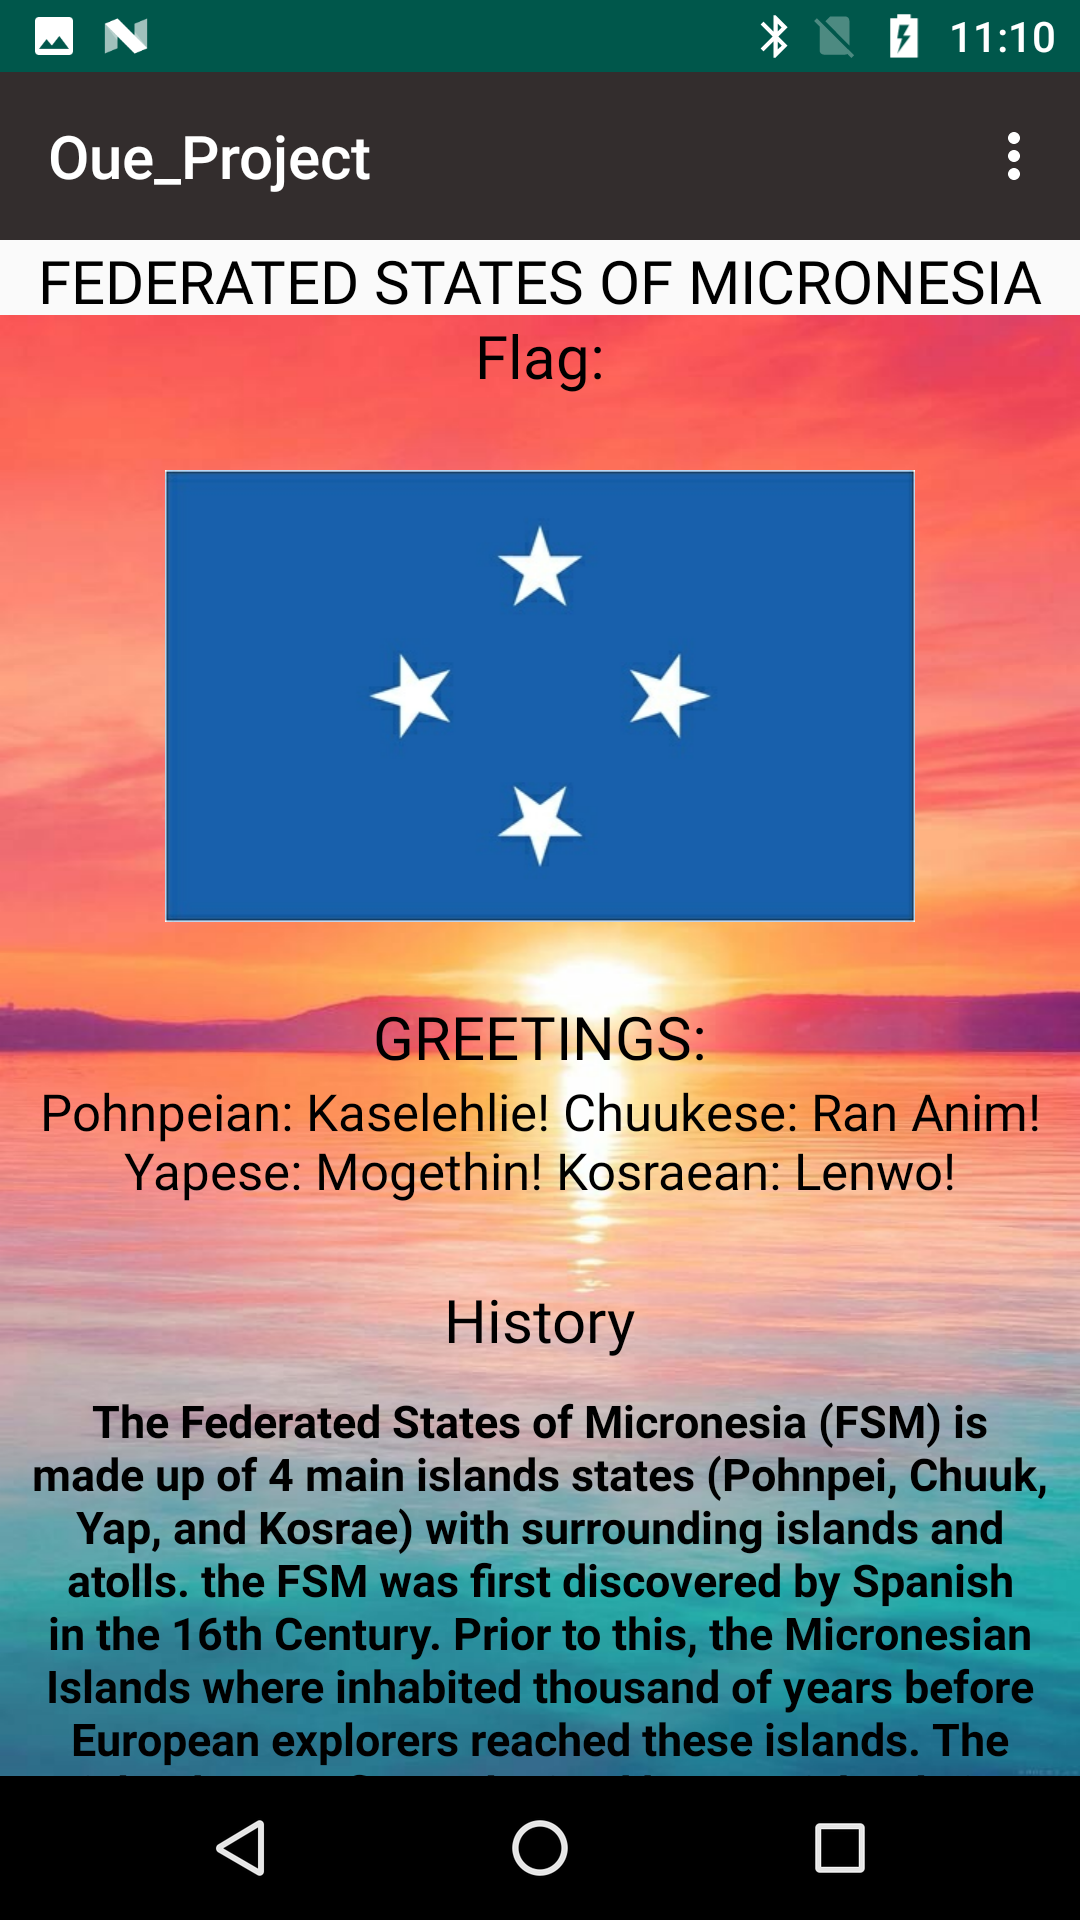 11:10
Oue_Project
FEDERATED STATES OF MICRONESIA
Flag:
GREETINGS:
Pohnpeian: Kaselehlie! Chuukese: Ran Anim!
Yapese: Mogethin! Kosraean: Lenwo!
History
The Federated States of Micronesia (FSM) is
made up of 4 main islands states (Pohnpei, Chuuk,
Yap, and Kosrae) with surrounding islands and
atolls. the FSM was first discovered by Spanish
in the 16th Century. Prior to this, the Micronesian
Islands where inhabited thousand of years before
European explorers reached these islands. The